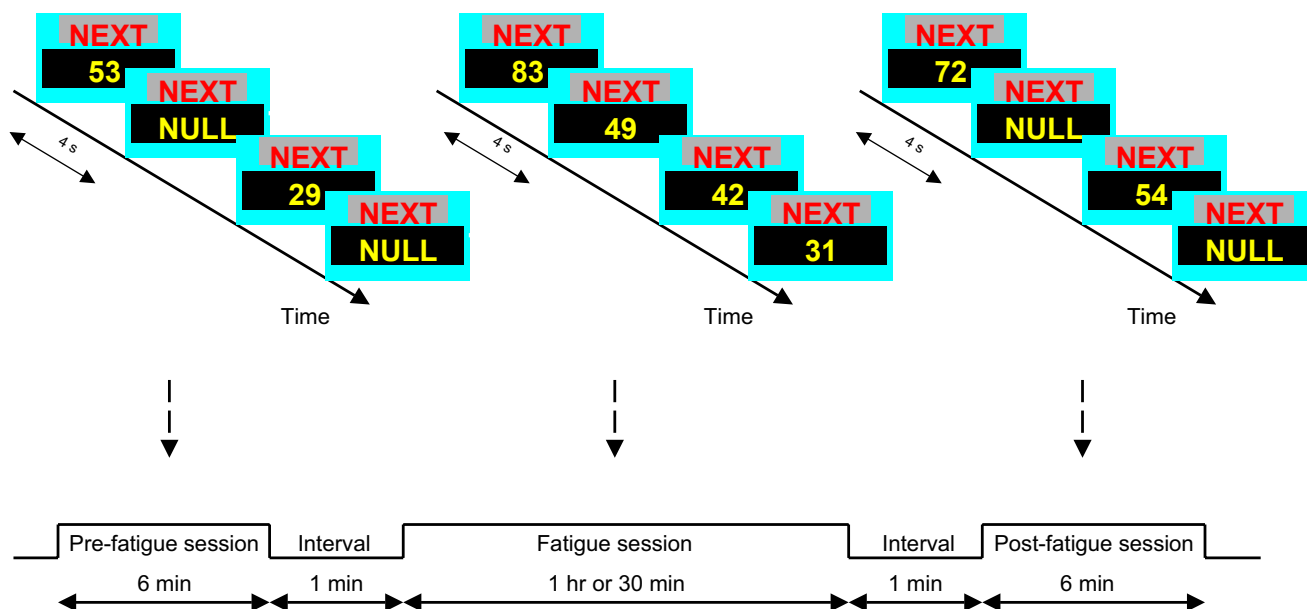 NEXT
53
NEXT
NULL
NEXT
29
NEXT
NULL
4 s
Time
NEXT
83
NEXT
49
NEXT
42
NEXT
31
4 s
Time
NEXT
72
NEXT
NULL
NEXT
54
NEXT
NULL
4 s
Time
Pre-fatigue session
Interval
Fatigue session
Interval
Post-fatigue session
6 min
1 min
1 hr or 30 min
1 min
6 min